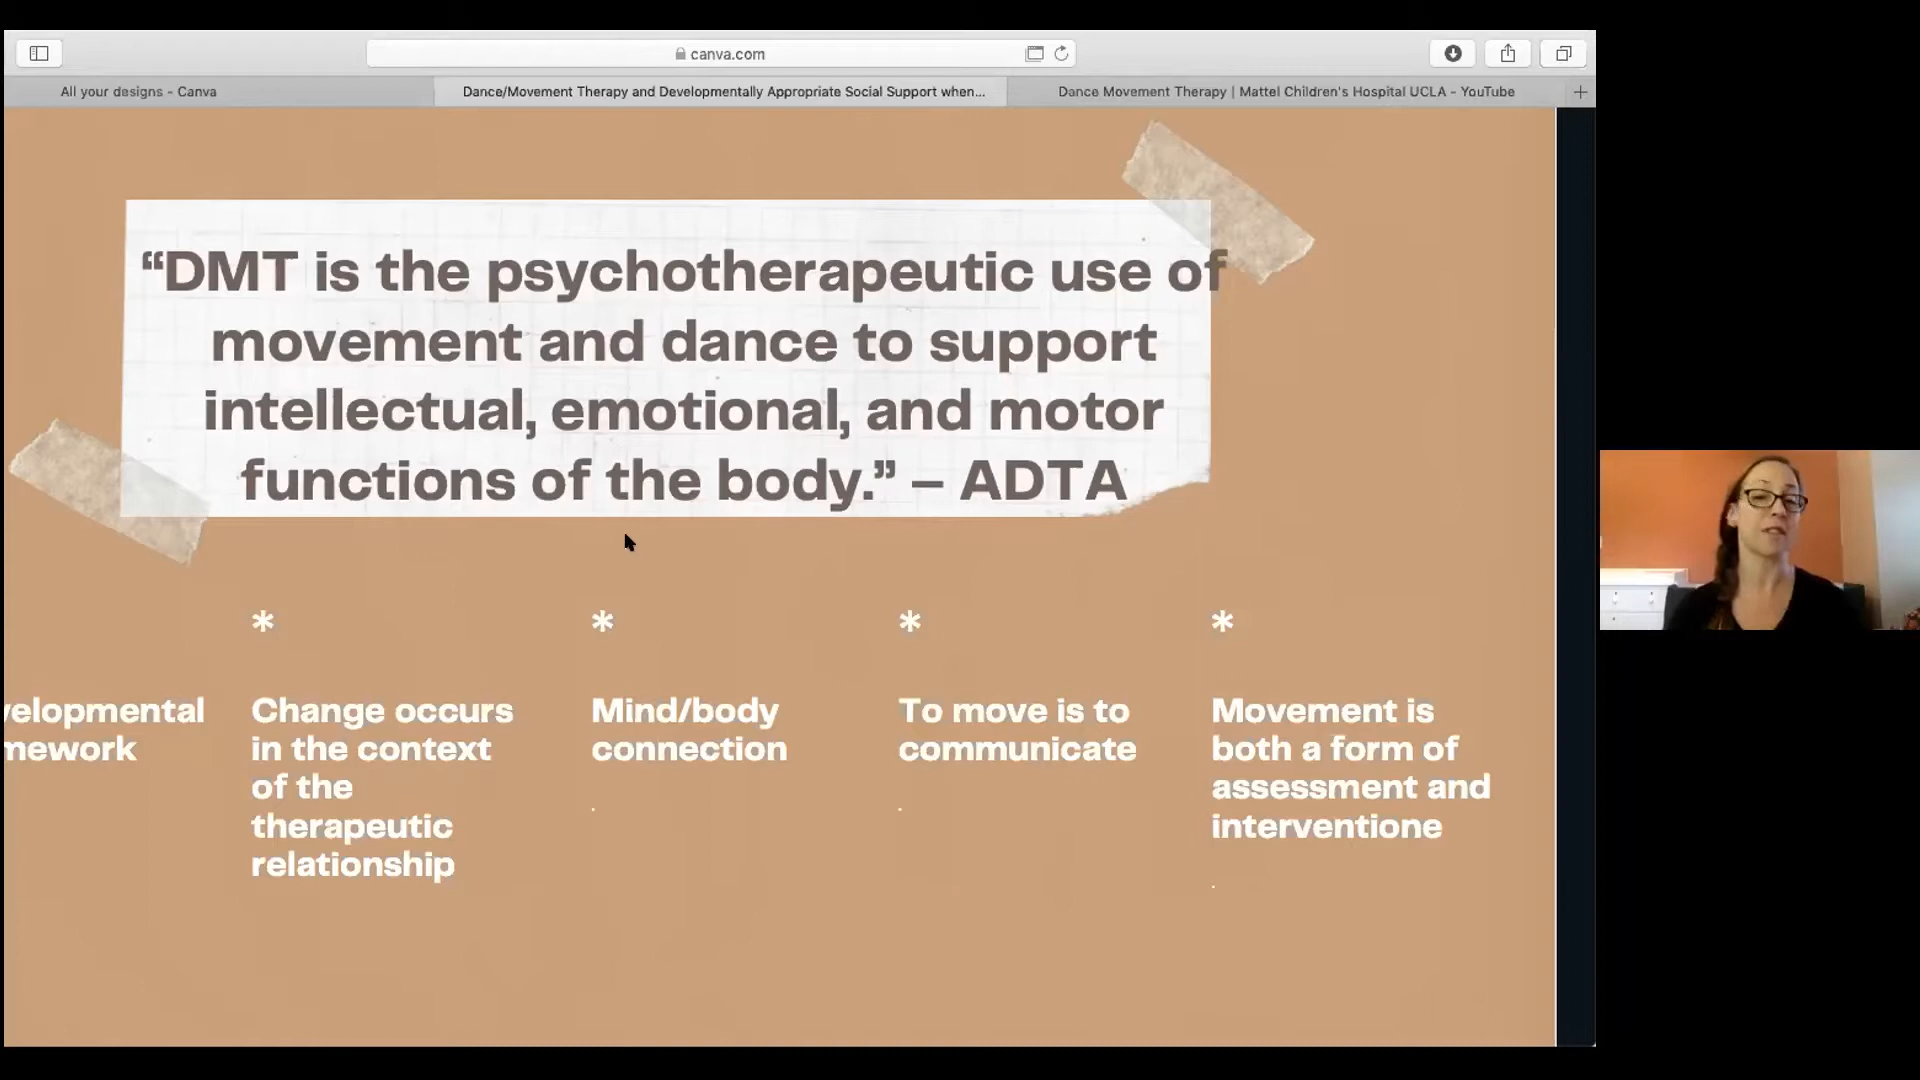 canva.com
All your designs - Canva
Dance/Movement Therapy and Developmentally Appropriate Social Support when...
Dance Movement Therapy | Mattel Children's Hospital UCLA - YouTube
“DMT is the psychotherapeutic use of
movement and dance to support
intellectual, emotional, and motor
functions of the body.” – ADTA
*
*
*
*
velopmental
mework
Change occurs
in the context
of the
therapeutic
relationship
Mind/body
connection
.
To move is to
communicate
.
Movement is
both a form of
assessment and
interventione
.